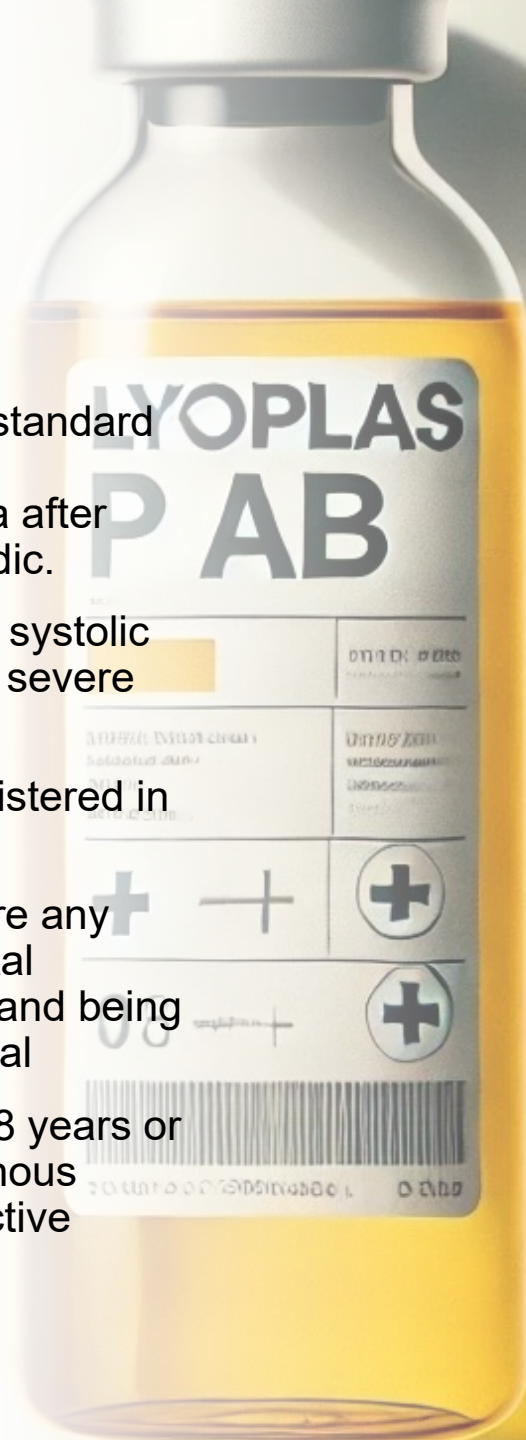 standard
LYOPLAS
a after
P AB
dic.
systolic
severe
istered in
re any
al
and being
al
8 years or
nous
ctive